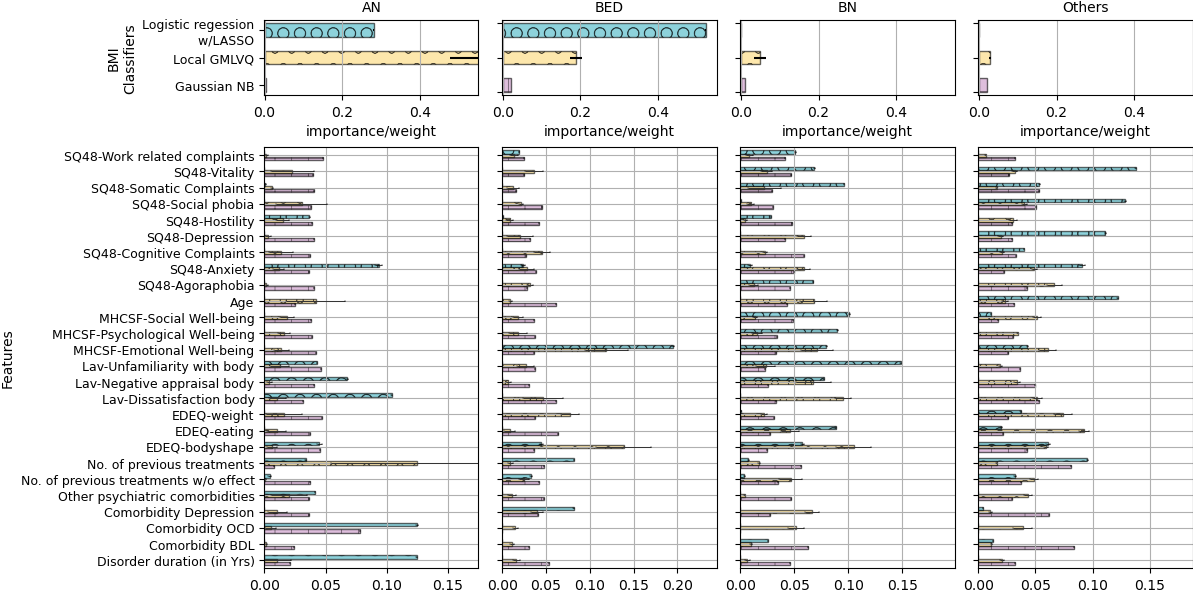 AN BED BN Others
Logistic regession
w/LASSO
Local GMLVQ
Gaussian NB
BMI
Classifiers
0.0 0.2 0.4 0.0 0.2 0.4 0.0 0.2 0.4 0.0 0.2 0.4
importance/weight importance/weight importance/weight importance/weight
SQ48-Work related complaints
SQ48-Vitality
SQ48-Somatic Complaints
SQ48-Social phobia
SQ48-Hostility
SQ48-Depression
SQ48-Cognitive Complaints
SQ48-Anxiety
SQ48-Agoraphobia
Age
MHCSF-Social Well-being
MHCSF-Psychological Well-being
MHCSF-Emotional Well-being
Lav-Unfamiliarity with body
Lav-Negative appraisal body
Lav-Dissatisfaction body
EDEQ-weight
EDEQ-eating
EDEQ-bodyshape
No. of previous treatments
No. of previous treatments w/o effect
Other psychiatric comorbidities
Comorbidity Depression
Comorbidity OCD
Comorbidity BDL
Disorder duration (in Yrs)
Features
0.00 0.05 0.10 0.15 0.00 0.05 0.10 0.15 0.20 0.00 0.05 0.10 0.15 0.00 0.05 0.10 0.15